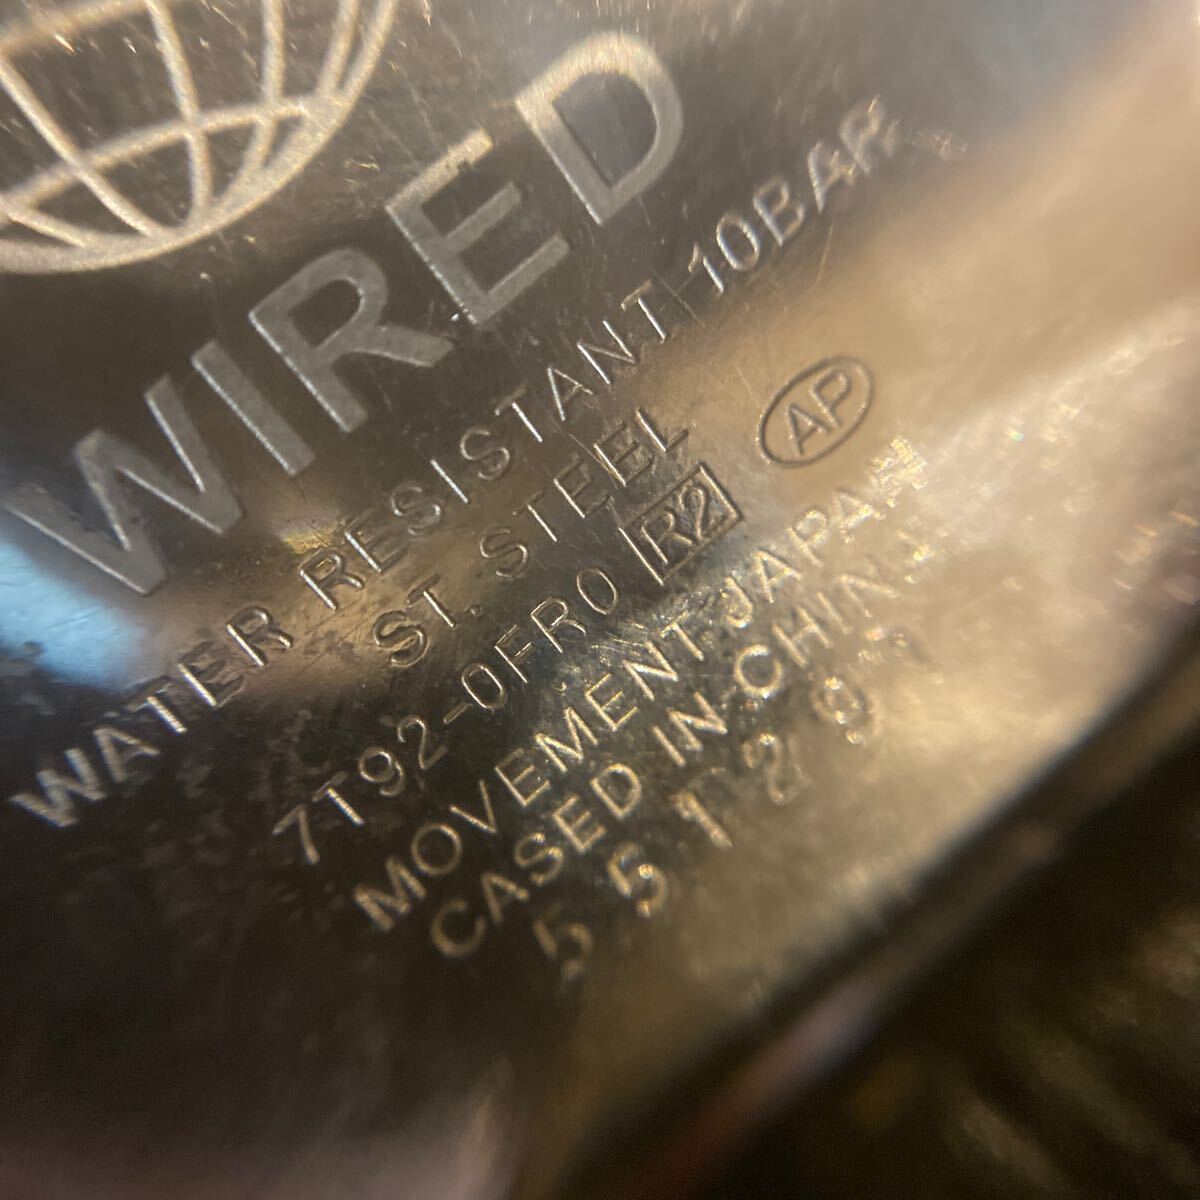 WIRED
WATER RESISTANT 10BAR
ST. STEEL
7T92-0FR0 R2 AP
MOVEMENT JAPAN
CASED IN CHINA